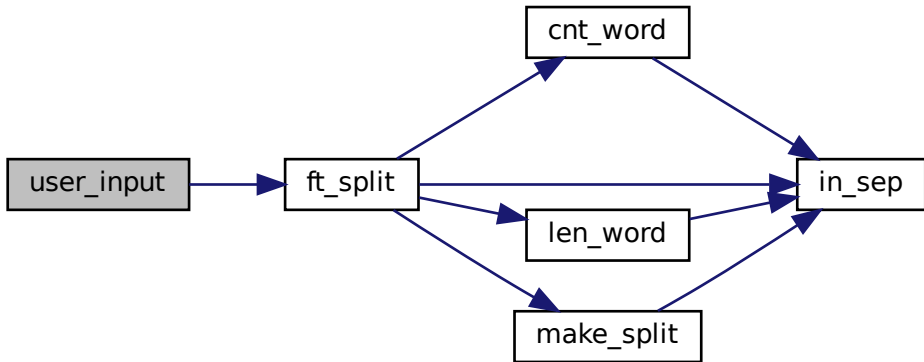 cnt_word
user_input
ft_split
in_sep
len_word
make_split